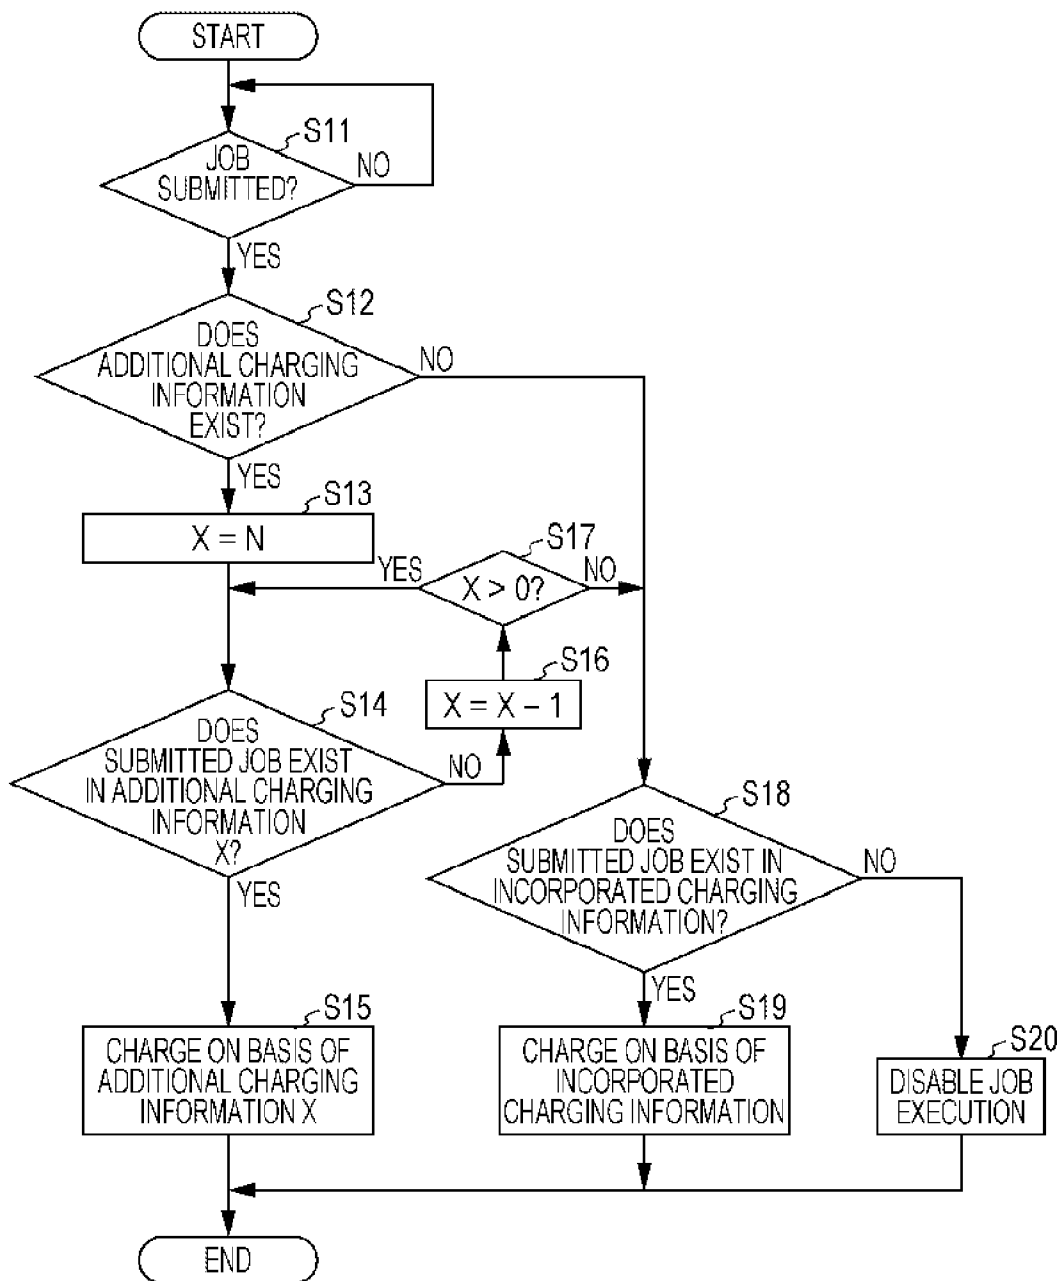 START
S11
JOB
SUBMITTED?
NO
YES
S12
DOES
ADDITIONAL CHARGING
INFORMATION
EXIST?
NO
YES
S13
X = N
S17
YES
X > 0?
NO
S16
X = X – 1
S14
DOES
SUBMITTED JOB EXIST
IN ADDITIONAL CHARGING
INFORMATION
X?
NO
YES
S18
DOES
SUBMITTED JOB EXIST IN
INCORPORATED CHARGING
INFORMATION?
NO
YES
S15
CHARGE ON BASIS OF
ADDITIONAL CHARGING
INFORMATION X
S19
CHARGE ON BASIS OF
INCORPORATED
CHARGING INFORMATION
S20
DISABLE JOB
EXECUTION
END